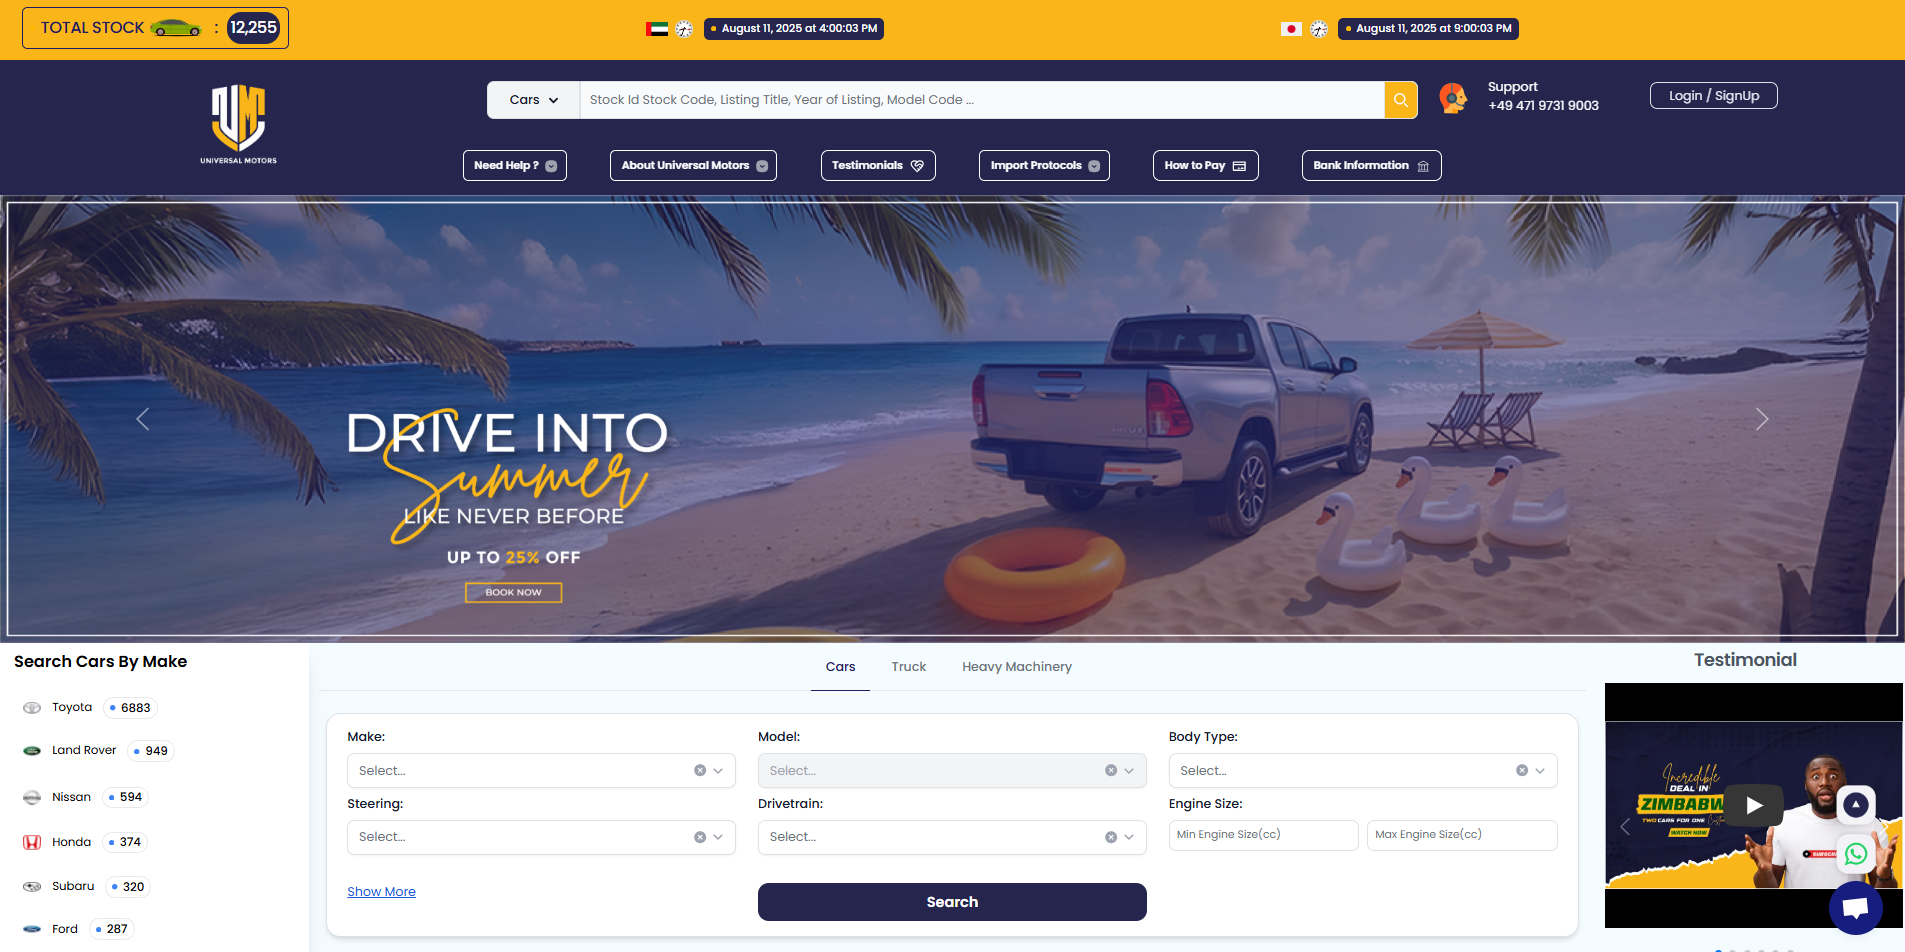 TOTAL STOCK : 12,255
August 11, 2025 at 4:00:03 PM
August 11, 2025 at 9:00:03 PM
UNIVERSAL MOTORS
Cars
Stock Id Stock Code, Listing Title, Year of Listing, Model Code ...
Support
+49 471 9731 9003
Login / SignUp
Need Help ?
About Universal Motors
Testimonials
Import Protocols
How to Pay
Bank Information
DRIVE INTO
Summer
LIKE NEVER BEFORE
UP TO 25% OFF
BOOK NOW
Search Cars By Make
Toyota 6883
Land Rover 949
Nissan 594
Honda 374
Subaru 320
Ford 287
Cars
Truck
Heavy Machinery
Make:
Select...
Model:
Select...
Body Type:
Select...
Steering:
Select...
Drivetrain:
Select...
Engine Size:
Min Engine Size(cc)
Max Engine Size(cc)
Show More
Search
Testimonial
Incredible
DEAL IN
ZIMBABW
TWO CARS FOR ONE
WATCH NOW